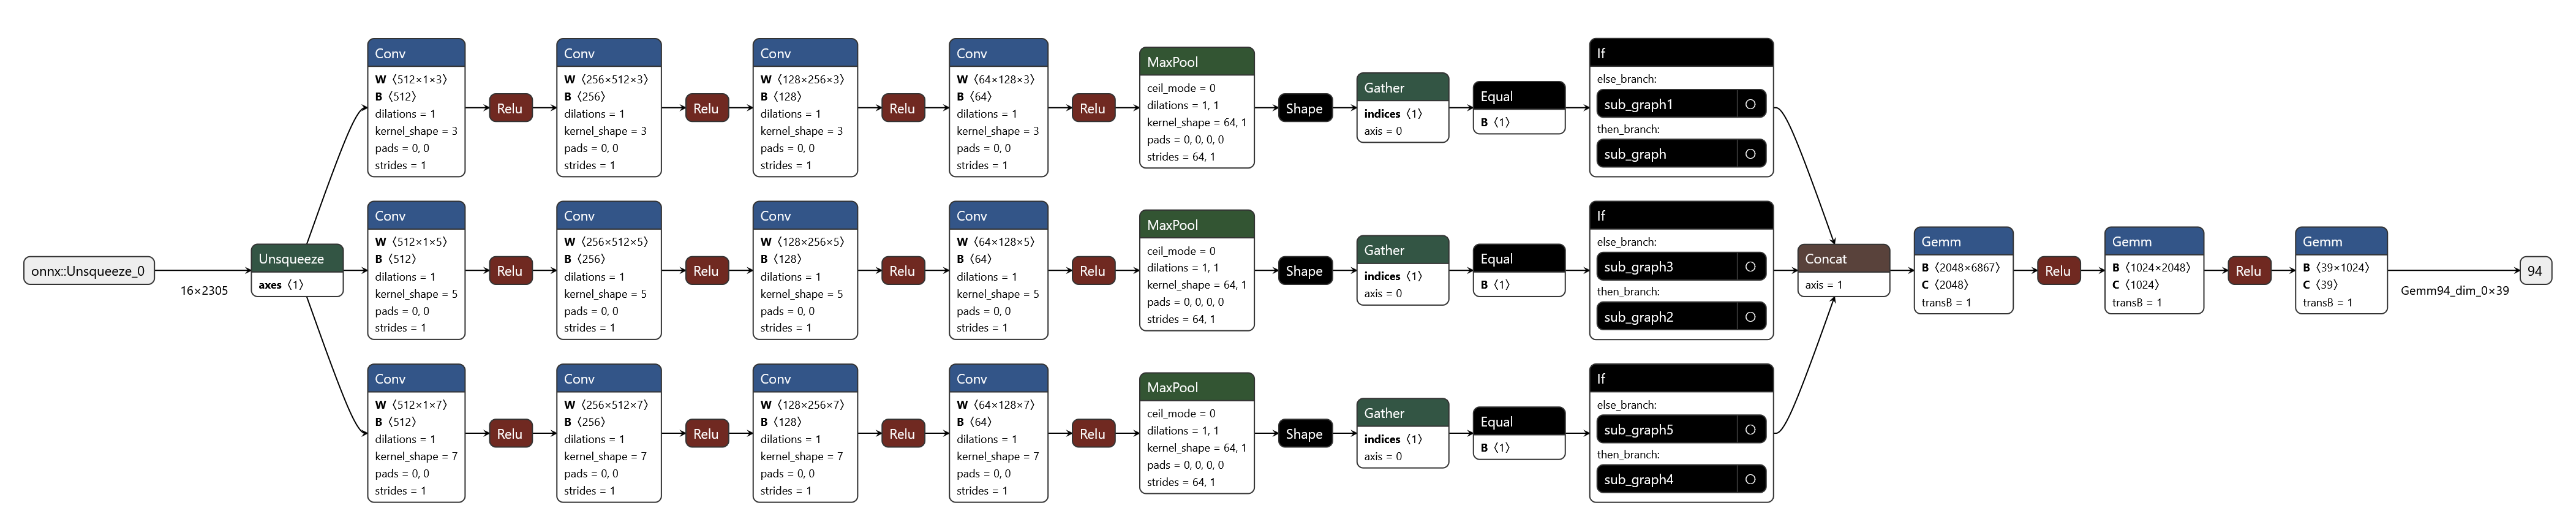 onnx::Unsqueeze_0
16×2305
Unsqueeze
axes 〈1〉
Conv
W 〈512×1×3〉
B 〈512〉
dilations = 1
kernel_shape = 3
pads = 0, 0
strides = 1
Relu
Conv
W 〈256×512×3〉
B 〈256〉
dilations = 1
kernel_shape = 3
pads = 0, 0
strides = 1
Relu
Conv
W 〈128×256×3〉
B 〈128〉
dilations = 1
kernel_shape = 3
pads = 0, 0
strides = 1
Relu
Conv
W 〈64×128×3〉
B 〈64〉
dilations = 1
kernel_shape = 3
pads = 0, 0
strides = 1
Relu
MaxPool
ceil_mode = 0
dilations = 1, 1
kernel_shape = 64, 1
pads = 0, 0, 0, 0
strides = 64, 1
Shape
Gather
indices 〈1〉
axis = 0
Equal
B 〈1〉
If
else_branch:
sub_graph1
then_branch:
sub_graph
Conv
W 〈512×1×5〉
B 〈512〉
dilations = 1
kernel_shape = 5
pads = 0, 0
strides = 1
Relu
Conv
W 〈256×512×5〉
B 〈256〉
dilations = 1
kernel_shape = 5
pads = 0, 0
strides = 1
Relu
Conv
W 〈128×256×5〉
B 〈128〉
dilations = 1
kernel_shape = 5
pads = 0, 0
strides = 1
Relu
Conv
W 〈64×128×5〉
B 〈64〉
dilations = 1
kernel_shape = 5
pads = 0, 0
strides = 1
Relu
MaxPool
ceil_mode = 0
dilations = 1, 1
kernel_shape = 64, 1
pads = 0, 0, 0, 0
strides = 64, 1
Shape
Gather
indices 〈1〉
axis = 0
Equal
B 〈1〉
If
else_branch:
sub_graph3
then_branch:
sub_graph2
Conv
W 〈512×1×7〉
B 〈512〉
dilations = 1
kernel_shape = 7
pads = 0, 0
strides = 1
Relu
Conv
W 〈256×512×7〉
B 〈256〉
dilations = 1
kernel_shape = 7
pads = 0, 0
strides = 1
Relu
Conv
W 〈128×256×7〉
B 〈128〉
dilations = 1
kernel_shape = 7
pads = 0, 0
strides = 1
Relu
Conv
W 〈64×128×7〉
B 〈64〉
dilations = 1
kernel_shape = 7
pads = 0, 0
strides = 1
Relu
MaxPool
ceil_mode = 0
dilations = 1, 1
kernel_shape = 64, 1
pads = 0, 0, 0, 0
strides = 64, 1
Shape
Gather
indices 〈1〉
axis = 0
Equal
B 〈1〉
If
else_branch:
sub_graph5
then_branch:
sub_graph4
Concat
axis = 1
Gemm
B 〈2048×6867〉
C 〈2048〉
transB = 1
Relu
Gemm
B 〈1024×2048〉
C 〈1024〉
transB = 1
Relu
Gemm
B 〈39×1024〉
C 〈39〉
transB = 1
Gemm94_dim_0×39
94